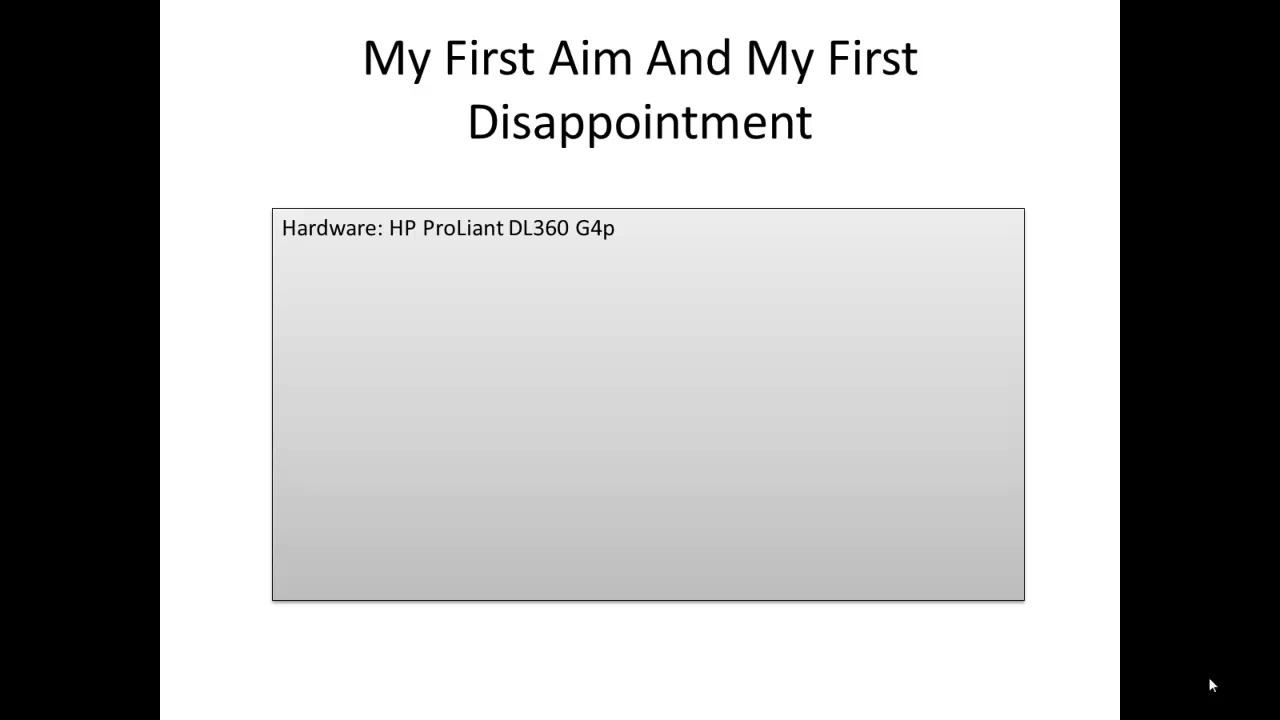 My First Aim And My First
Disappointment
Hardware: HP ProLiant DL360 G4p